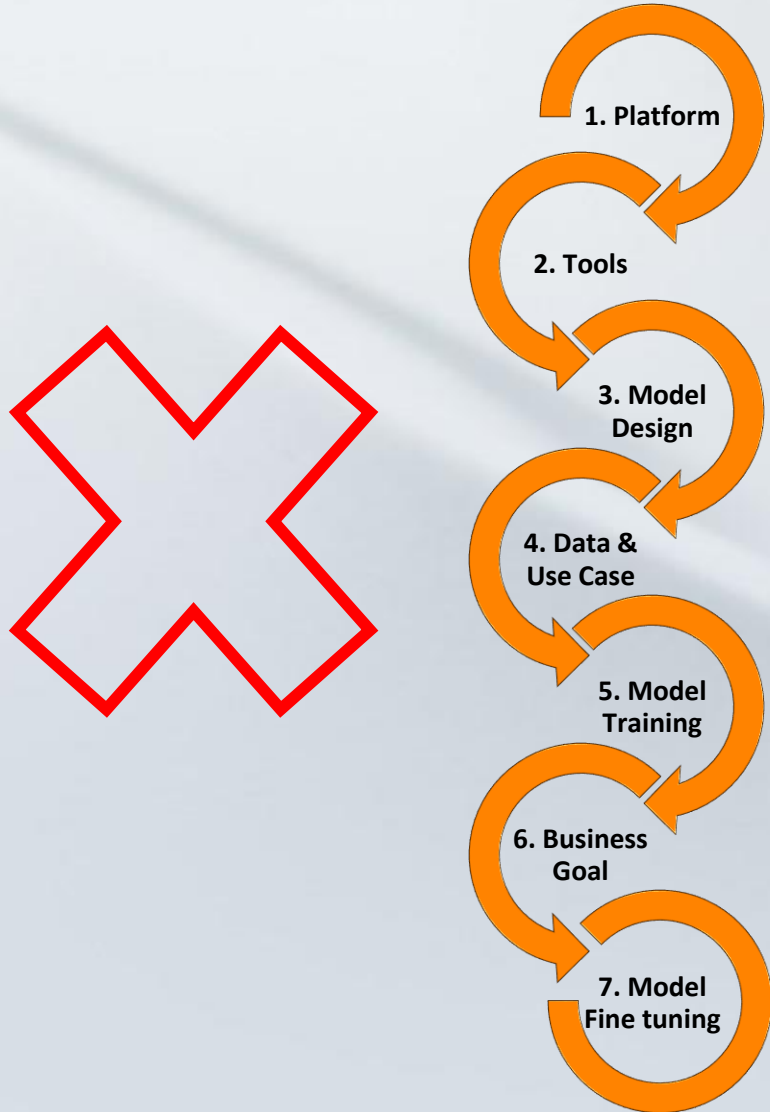 1. Platform
2. Tools
3. Model
Design
4. Data &
Use Case
5. Model
Training
6. Business
Goal
7. Model
Fine tuning